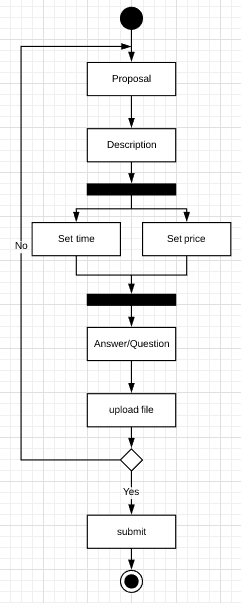 Proposal
Description
Set time
Set price
No
Answer/Question
upload file
Yes
submit